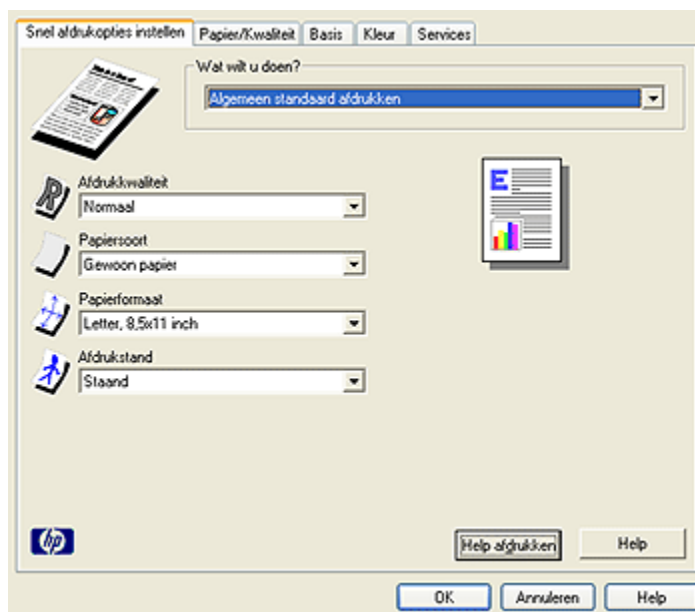 Snel afdrukopties instellen Papier/Kwaliteit Basis Kleur Services
Wat wilt u doen?
Algemeen standaard afdrukken
Afdrukkwaliteit
Normaal
Papiersoort
Gewoon papier
Papierformaat
Letter, 8,5x11 inch
Afdrukstand
Staand
hp
Help afdrukken Help
OK Annuleren Help